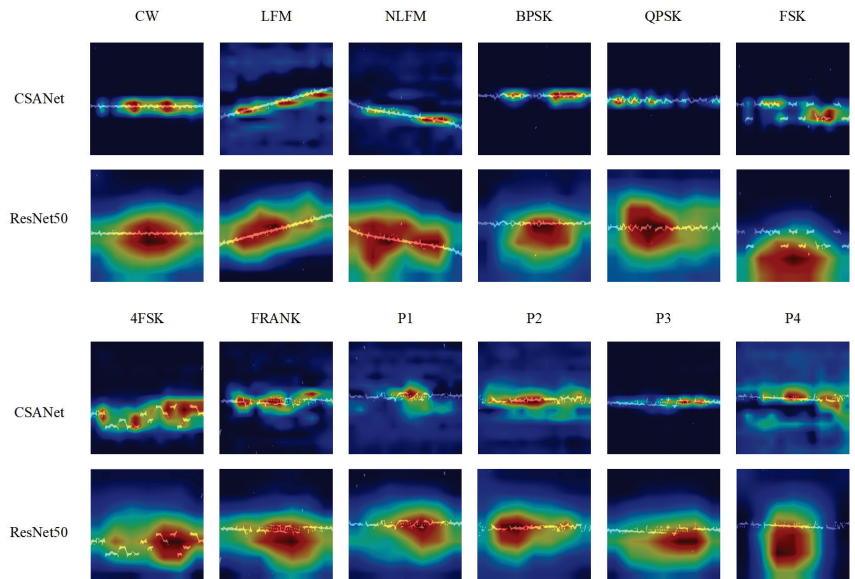 CW LFM NLFM BPSK QPSK FSK
CSANet
ResNet50
4FSK FRANK P1 P2 P3 P4
CSANet
ResNet50